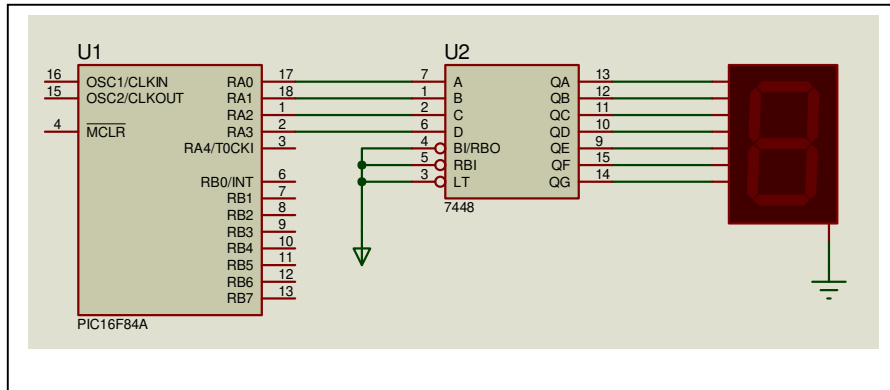 U1
16 OSC1/CLKIN RA0 17
15 OSC2/CLKOUT RA1 18
RA2 1
4 MCLR RA3 2
RA4/T0CKI 3
RB0/INT 6
RB1 7
RB2 8
RB3 9
RB4 10
RB5 11
RB6 12
RB7 13
PIC16F84A
U2
7 A QA 13
1 B QB 12
2 C QC 11
6 D QD 10
4 BI/RBO QE 9
5 RBI QF 15
3 LT QG 14
7448